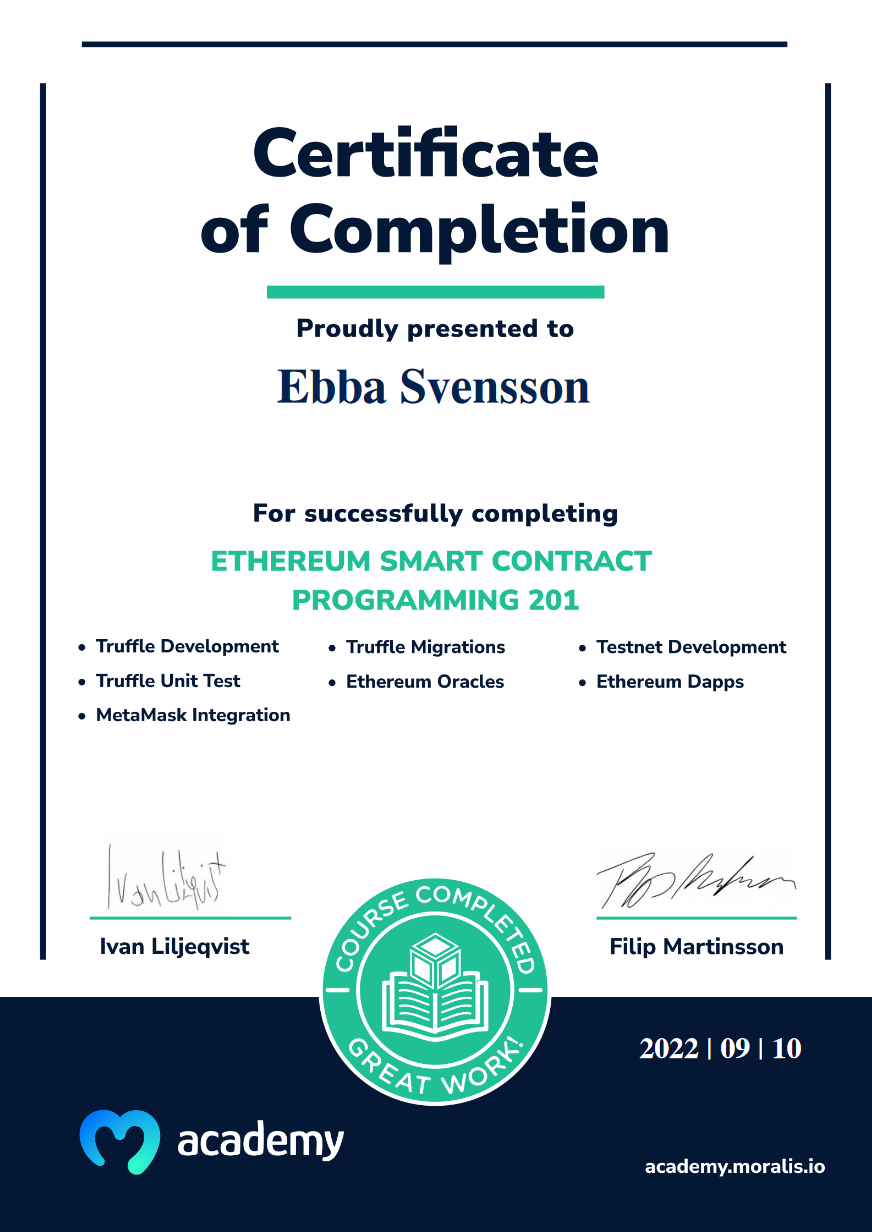 Certificate
of Completion
Proudly presented to
Ebba Svensson
For successfully completing
ETHEREUM SMART CONTRACT
PROGRAMMING 201
• Truffle Development
• Truffle Migrations
• Testnet Development
• Truffle Unit Test
• Ethereum Oracles
• Ethereum Dapps
• MetaMask Integration
Ivan Liljeqvist
Ivan Liljeqvist
Filip Martinsson
COURSE COMPLETED
GREAT WORK!
2022 | 09 | 10
academy
academy.moralis.io